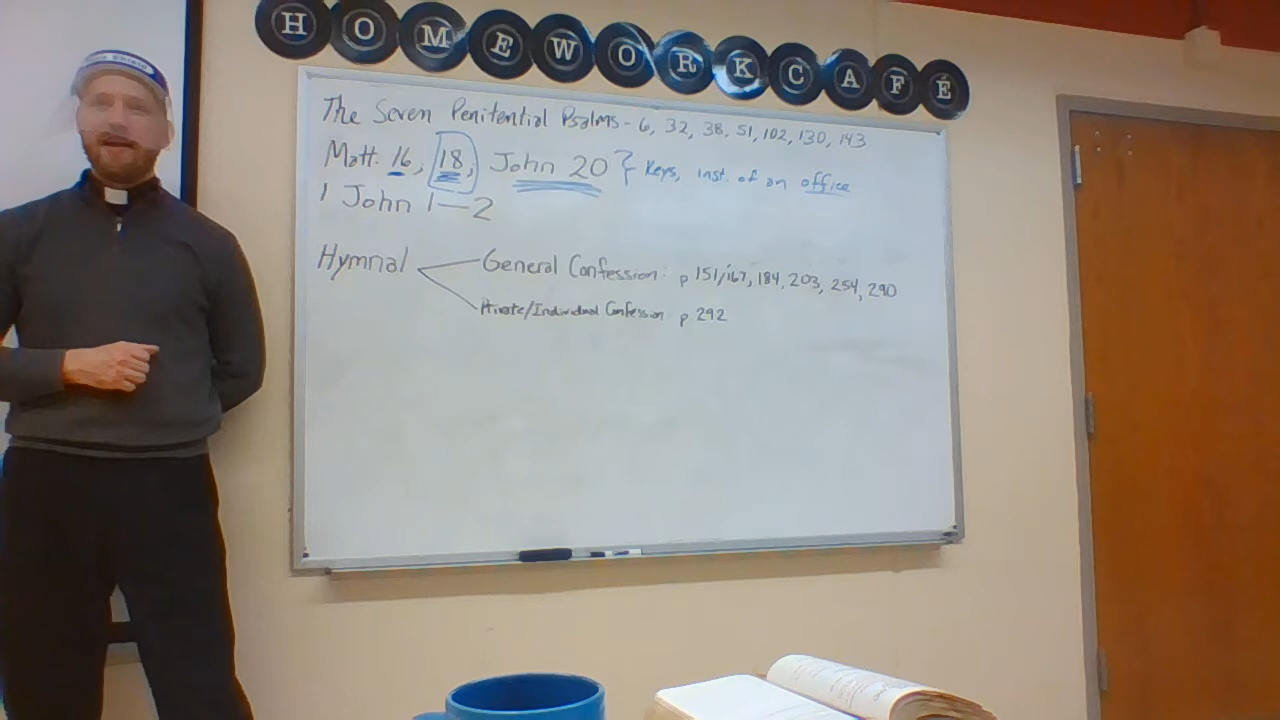 HOMEWORKCAFÉ
The Seven Penitential Psalms - 6, 32, 38, 51, 102, 130, 143
Matt. 16, 18, John 20 } Keys, inst. of an office
1 John 1-2
Hymnal
General Confession: p 151/167, 184, 203, 254, 290
Private/Individual Confession p 292